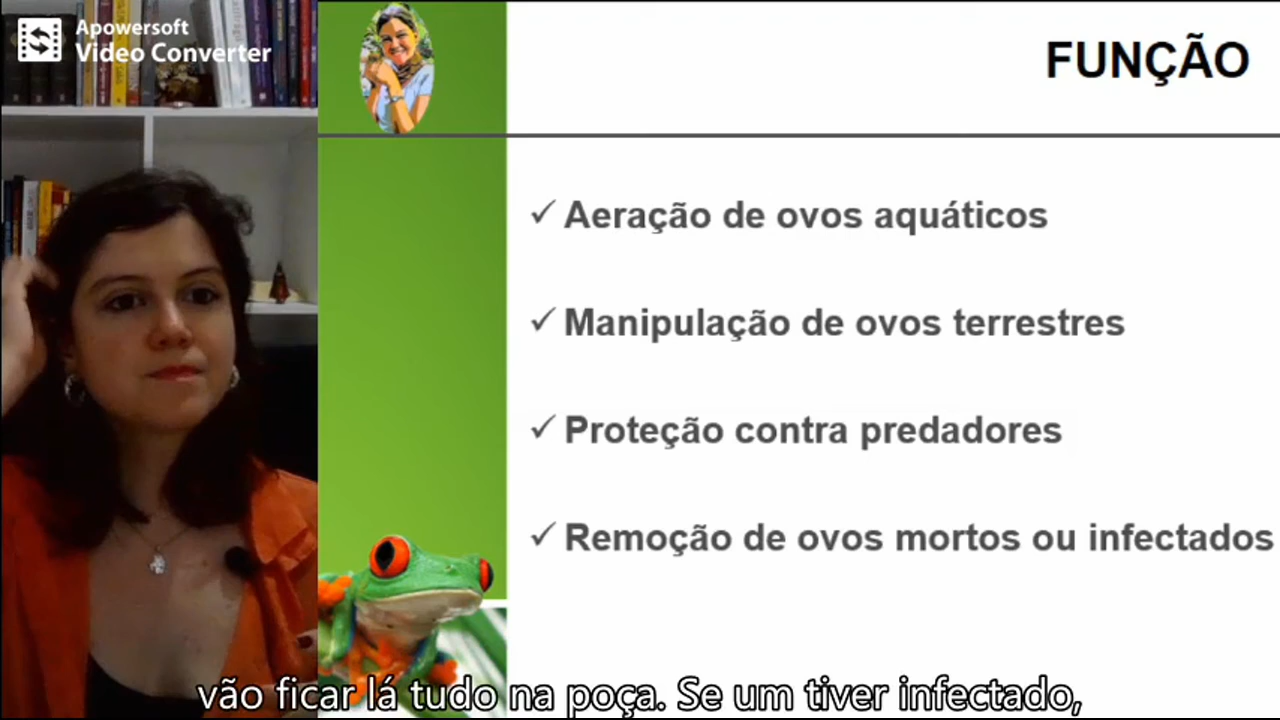 Apowersoft
Video Converter
FUNÇÃO
✓ Aeração de ovos aquáticos
✓ Manipulação de ovos terrestres
✓ Proteção contra predadores
✓ Remoção de ovos mortos ou infectados
vão ficar lá tudo na poça. Se um tiver infectado,